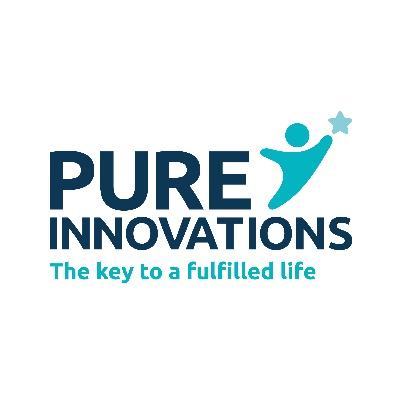 PURE
INNOVATIONS
The key to a fulfilled life